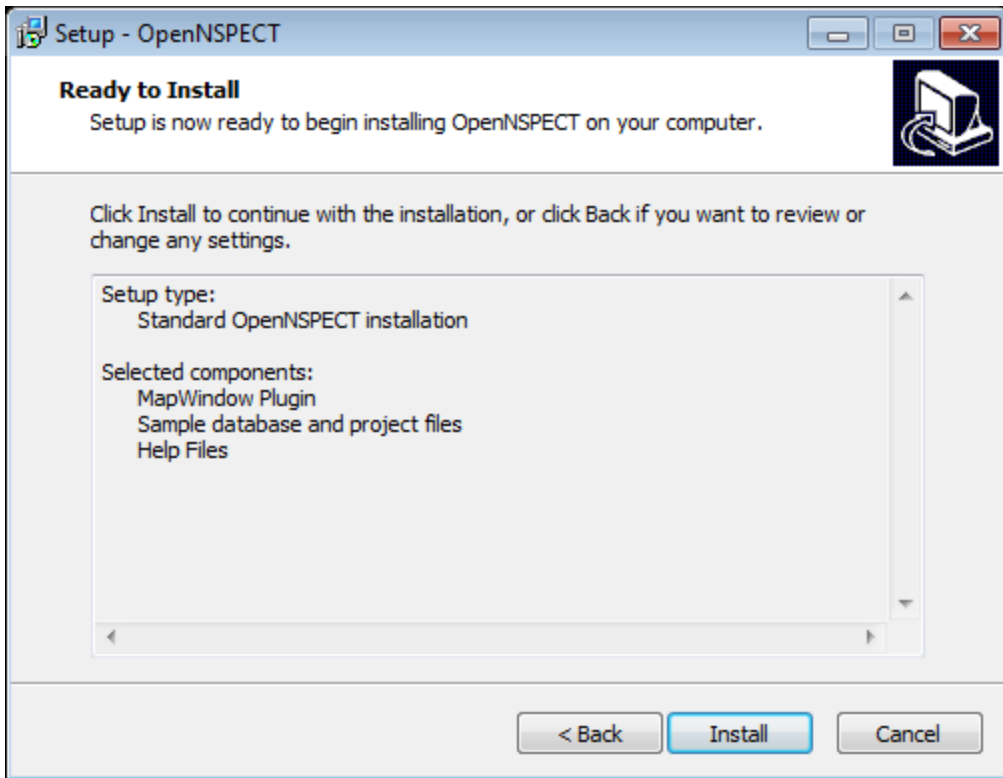 Setup - OpenNSPECT
Ready to Install
Setup is now ready to begin installing OpenNSPECT on your computer.
Click Install to continue with the installation, or click Back if you want to review or
change any settings.
Setup type:
Standard OpenNSPECT installation
Selected components:
MapWindow Plugin
Sample database and project files
Help Files
< Back
Install
Cancel